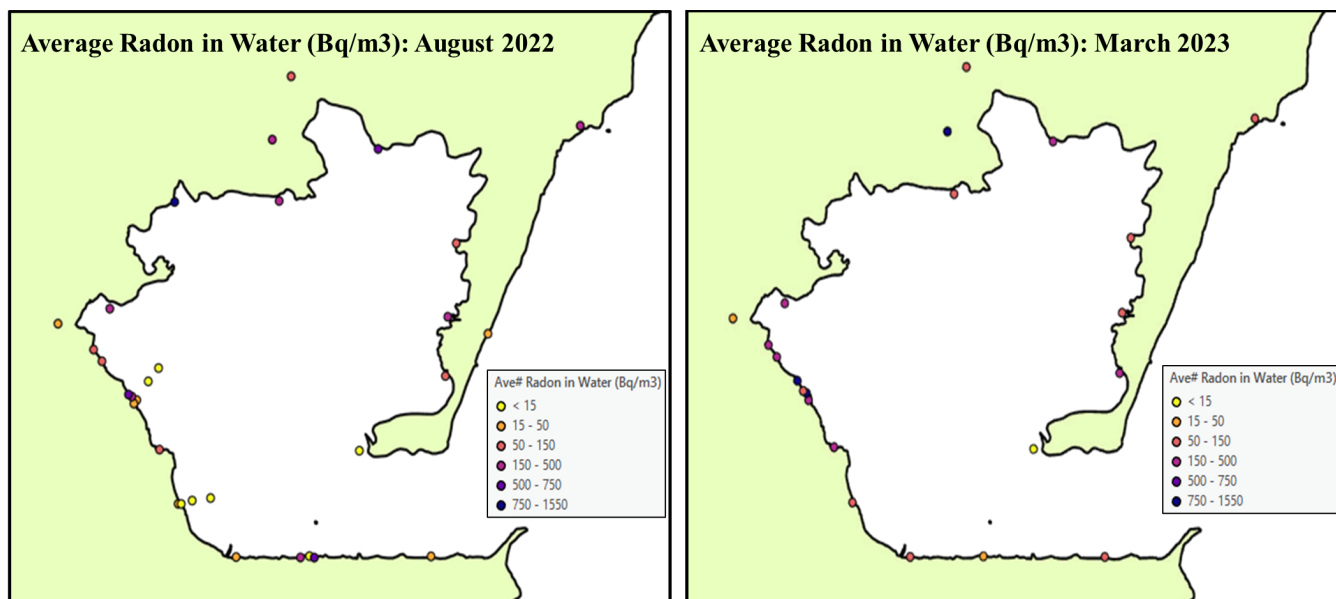 Average Radon in Water (Bq/m3): August 2022
Ave# Radon in Water (Bq/m3)
< 15
15 - 50
50 - 150
150 - 500
500 - 750
750 - 1550
Average Radon in Water (Bq/m3): March 2023
Ave# Radon in Water (Bq/m3)
< 15
15 - 50
50 - 150
150 - 500
500 - 750
750 - 1550